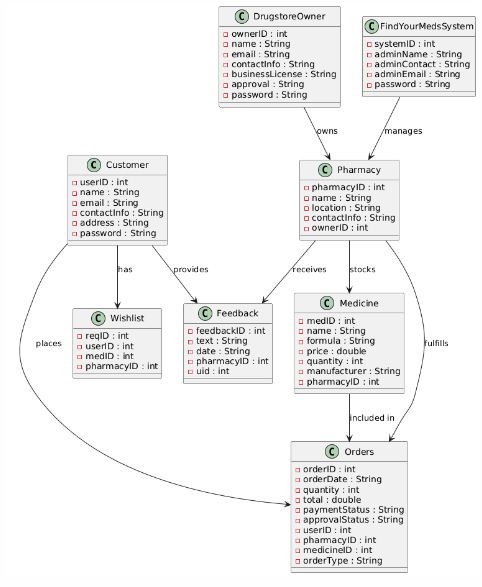 C DrugstoreOwner
ownerID : int
name : String
email : String
contactInfo : String
businessLicense : String
approval : String
password : String
C FindYourMedsSystem
systemID : int
adminName : String
adminContact : String
adminEmail : String
password : String
owns
manages
C Customer
userID : int
name : String
email : String
contactInfo : String
address : String
password : String
C Pharmacy
pharmacyID : int
name : String
location : String
contactInfo : String
ownerID : int
has
provides
receives
stocks
C Wishlist
reqID : int
userID : int
medID : int
pharmacyID : int
C Feedback
feedbackID : int
text : String
date : String
pharmacyID : int
uid : int
C Medicine
medID : int
name : String
formula : String
price : double
quantity : int
manufacturer : String
pharmacyID : int
places
fulfills
included in
C Orders
orderID : int
orderDate : String
quantity : int
total : double
paymentStatus : String
approvalStatus : String
userID : int
pharmacyID : int
medicineID : int
orderType : String